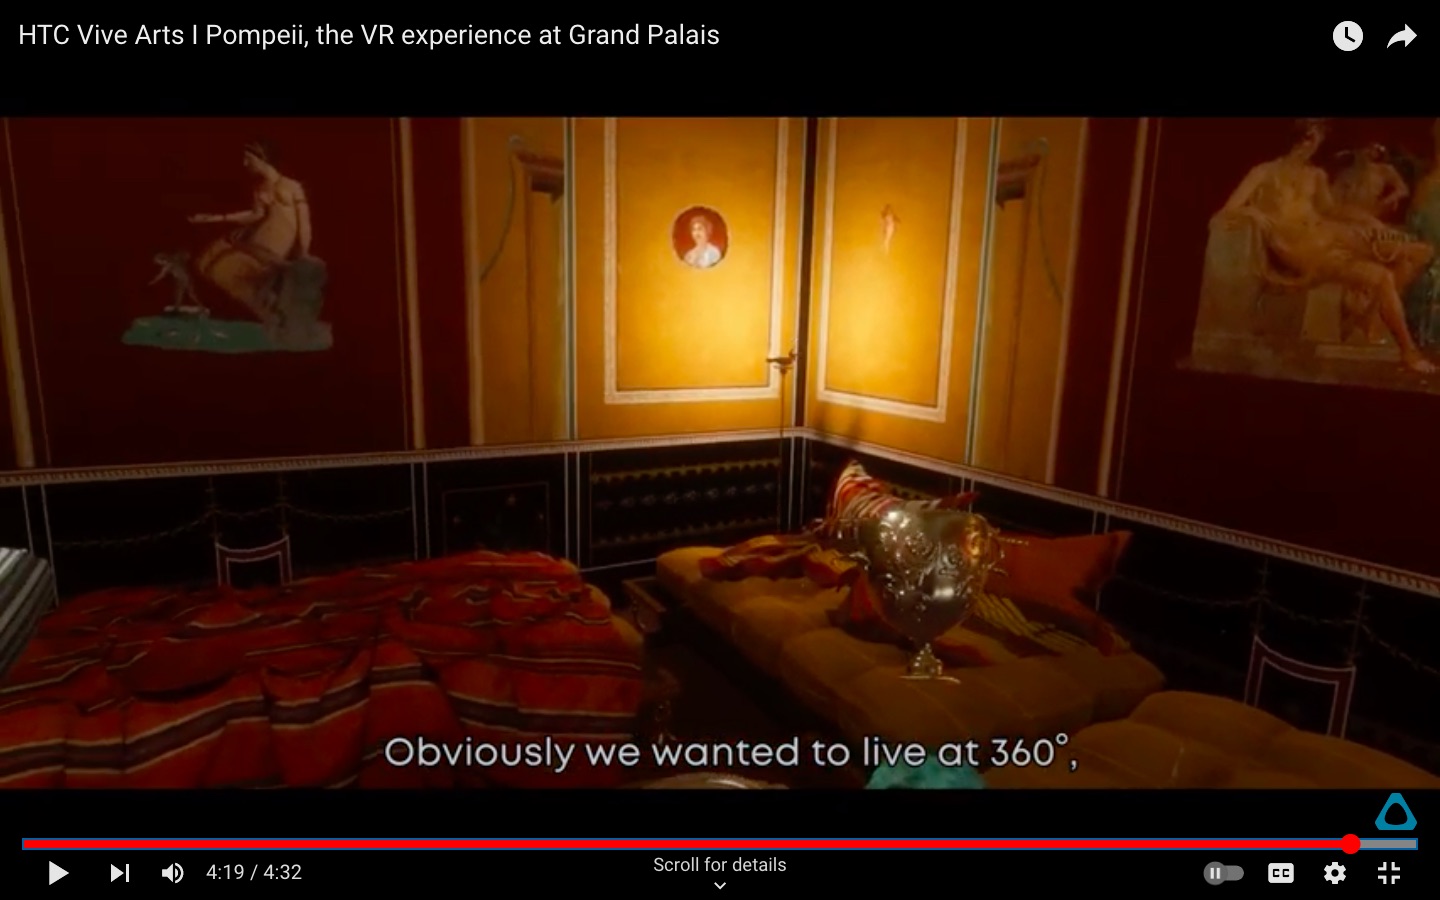 HTC Vive Arts I Pompeii, the VR experience at Grand Palais
Obviously we wanted to live at 360°,
4:19 / 4:32
Scroll for details
CC